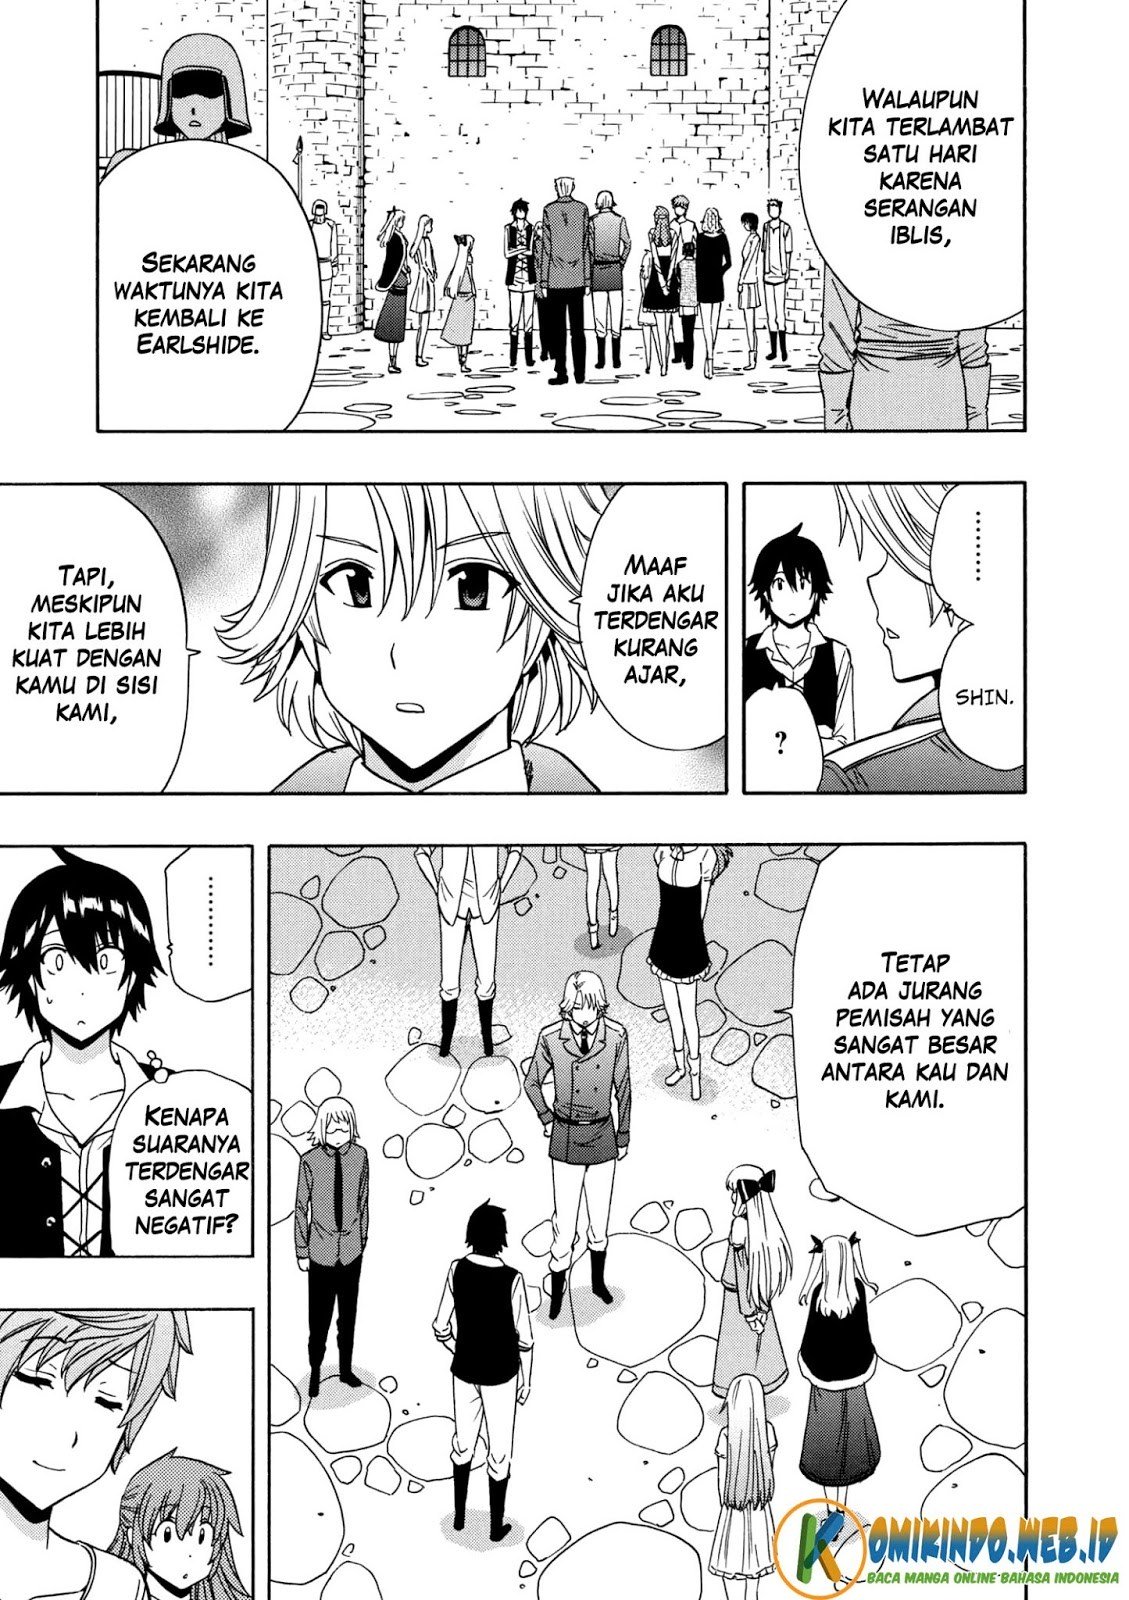 WALAUPUN
KITA TERLAMBAT
SATU HARI
KARENA
SERANGAN
IBLIS,
SEKARANG
WAKTUNYA KITA
KEMBALI KE
EARLSHIDE.
.........
SHIN.
?
MAAF
JIKA AKU
TERDENGAR
KURANG
AJAR,
TAPI,
MESKIPUN
KITA LEBIH
KUAT DENGAN
KAMU DI SISI
KAMI,
TETAP
ADA JURANG
PEMISAH YANG
SANGAT BESAR
ANTARA KAU DAN
KAMI.
.........
KENAPA
SUARANYA
TERDENGAR
SANGAT
NEGATIF?
KOMIKINDO.WEB.ID
BACA MANGA ONLINE BAHASA INDONESIA